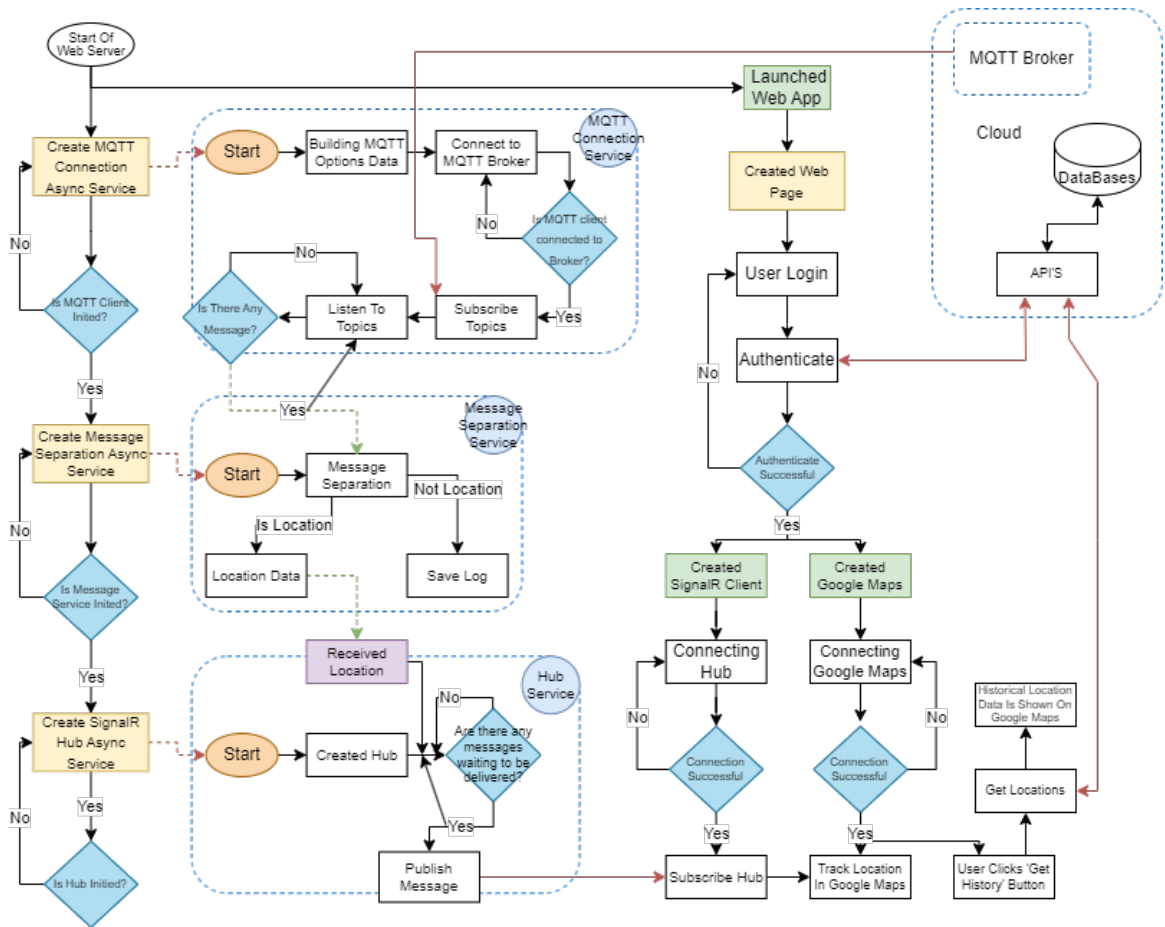 Start Of
Web Server
MQTT Broker
Cloud
DataBases
API'S
Launched
Web App
Create MQTT
Connection
Async Service
Start
Building MQTT
Options Data
Connect to
MQTT Broker
MQTT
Connection
Service
Created Web
Page
No
Is MQTT client
connected to
Broker?
No
No
Is MQTT Client
Inited?
Is There Any
Message?
Listen To
Topics
Subscribe
Topics
Yes
User Login
Authenticate
No
Yes
Yes
Create Message
Separation Async
Service
Start
Message
Separation
Message
Separation
Service
Not Location
Is Location
Authenticate
Successful
Yes
No
Location Data
Save Log
Is Message
Service Inited?
Created
SignalR Client
Created
Google Maps
Yes
Received
Location
Hub
Service
Connecting
Hub
Connecting
Google Maps
Historical Location
Data Is Shown On
Google Maps
Create SignalR
Hub Async
Service
Start
Created Hub
No
Are there any
messages
waiting to be
delivered?
No
No
Connection
Successful
Connection
Successful
Get Locations
Yes
No
Yes
Yes
Yes
Is Hub Initied?
Publish
Message
Subscribe Hub
Track Location
In Google Maps
User Clicks 'Get
History' Button